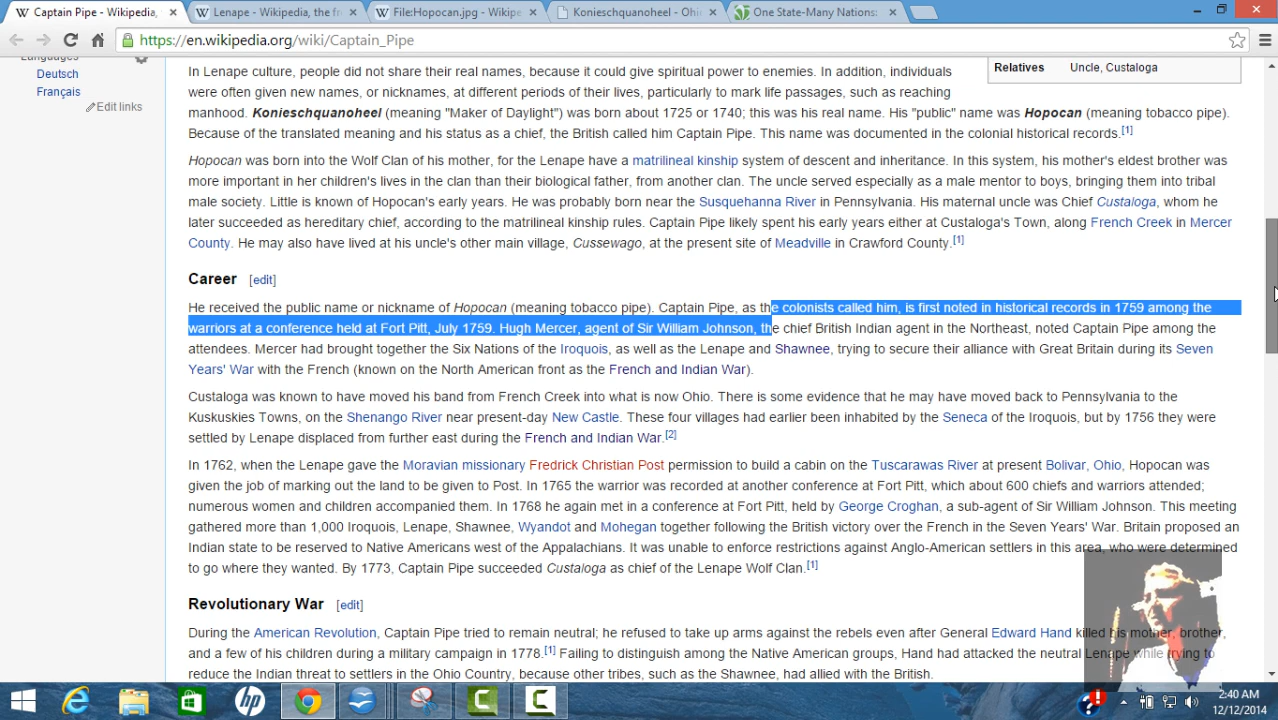 Captain Pipe - Wikipedia,
Lenape - Wikipedia, the fr
File:Hopocan.jpg - Wikipe
Konieschquanoheel - Ohi
One State-Many Nations:
https://en.wikipedia.org/wiki/Captain_Pipe
Languages
Deutsch
Français
Edit links
Relatives Uncle, Custaloga
In Lenape culture, people did not share their real names, because it could give spiritual power to enemies. In addition, individuals
were often given new names, or nicknames, at different periods of their lives, particularly to mark life passages, such as reaching
manhood. Konieschquanoheel (meaning "Maker of Daylight") was born about 1725 or 1740; this was his real name. His "public" name was Hopocan (meaning tobacco pipe).
Because of the translated meaning and his status as a chief, the British called him Captain Pipe. This name was documented in the colonial historical records.[1]
Hopocan was born into the Wolf Clan of his mother, for the Lenape have a matrilineal kinship system of descent and inheritance. In this system, his mother's eldest brother was
more important in her children's lives in the clan than their biological father, from another clan. The uncle served especially as a male mentor to boys, bringing them into tribal
male society. Little is known of Hopocan's early years. He was probably born near the Susquehanna River in Pennsylvania. His maternal uncle was Chief Custaloga, whom he
later succeeded as hereditary chief, according to the matrilineal kinship rules. Captain Pipe likely spent his early years either at Custaloga's Town, along French Creek in Mercer
County. He may also have lived at his uncle's other main village, Cussewago, at the present site of Meadville in Crawford County.[1]
Career [edit]
He received the public name or nickname of Hopocan (meaning tobacco pipe). Captain Pipe, as the colonists called him, is first noted in historical records in 1759 among the
warriors at a conference held at Fort Pitt, July 1759. Hugh Mercer, agent of Sir William Johnson, the chief British Indian agent in the Northeast, noted Captain Pipe among the
attendees. Mercer had brought together the Six Nations of the Iroquois, as well as the Lenape and Shawnee, trying to secure their alliance with Great Britain during its Seven
Years' War with the French (known on the North American front as the French and Indian War).
Custaloga was known to have moved his band from French Creek into what is now Ohio. There is some evidence that he may have moved back to Pennsylvania to the
Kuskuskies Towns, on the Shenango River near present-day New Castle. These four villages had earlier been inhabited by the Seneca of the Iroquois, but by 1756 they were
settled by Lenape displaced from further east during the French and Indian War.[2]
In 1762, when the Lenape gave the Moravian missionary Fredrick Christian Post permission to build a cabin on the Tuscarawas River at present Bolivar, Ohio, Hopocan was
given the job of marking out the land to be given to Post. In 1765 the warrior was recorded at another conference at Fort Pitt, which about 600 chiefs and warriors attended;
numerous women and children accompanied them. In 1768 he again met in a conference at Fort Pitt, held by George Croghan, a sub-agent of Sir William Johnson. This meeting
gathered more than 1,000 Iroquois, Lenape, Shawnee, Wyandot and Mohegan together following the British victory over the French in the Seven Years' War. Britain proposed an
Indian state to be reserved to Native Americans west of the Appalachians. It was unable to enforce restrictions against Anglo-American settlers in this area, who were determined
to go where they wanted. By 1773, Captain Pipe succeeded Custaloga as chief of the Lenape Wolf Clan.[1]
Revolutionary War [edit]
During the American Revolution, Captain Pipe tried to remain neutral; he refused to take up arms against the rebels even after General Edward Hand killed his mother, brother,
and a few of his children during a military campaign in 1778.[1] Failing to distinguish among the Native American groups, Hand had attacked the neutral Lenape while trying to
reduce the Indian threat to settlers in the Ohio Country, because other tribes, such as the Shawnee, had allied with the British.
2:40 AM
12/12/2014